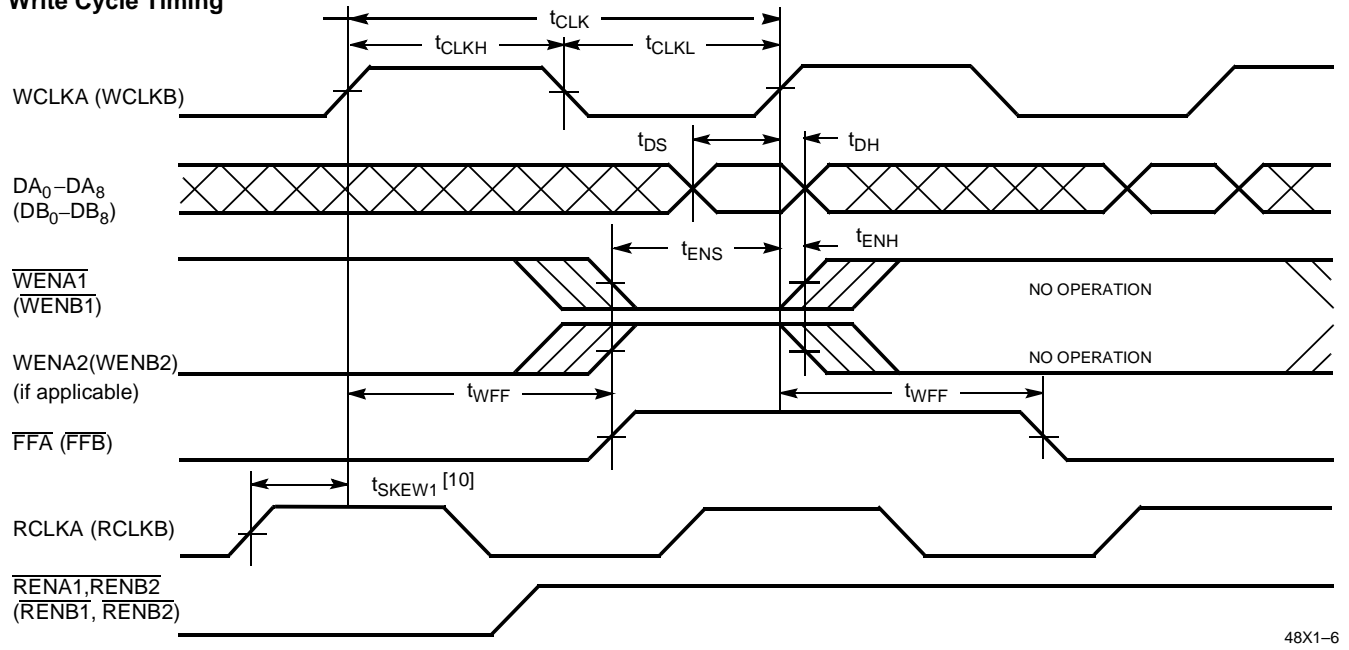 Write Cycle Timing
tCLK
tCLKH
tCLKL
WCLKA (WCLKB)
tDS
tDH
DA0–DA8
(DB0–DB8)
tENS
tENH
WENA1
(WENB1)
NO OPERATION
WENA2(WENB2)
(if applicable)
NO OPERATION
tWFF
tWFF
FFA (FFB)
tSKEW1 [10]
RCLKA (RCLKB)
RENA1,RENB2
(RENB1, RENB2)
48X1–6